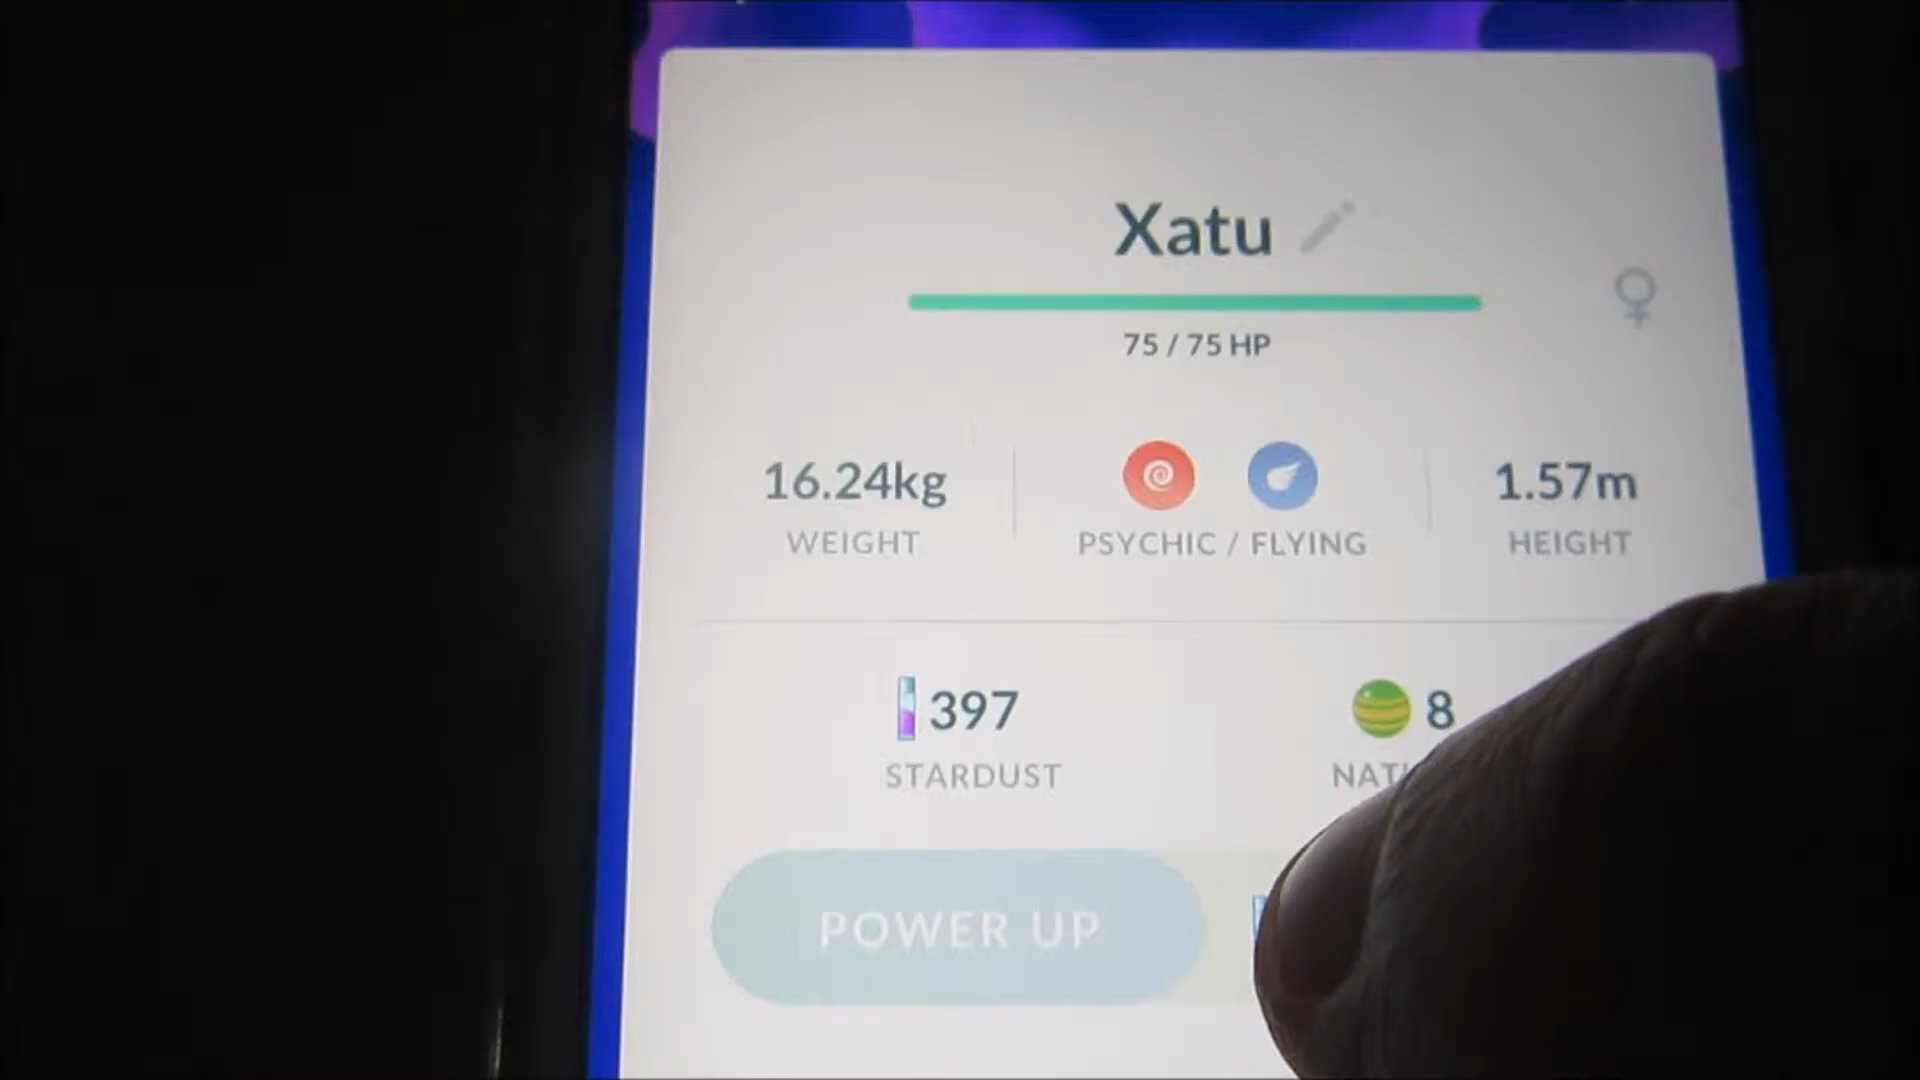 Xatu
75 / 75 HP
16.24kg
1.57m
WEIGHT
PSYCHIC / FLYING
HEIGHT
397
8
STARDUST
POWER UP